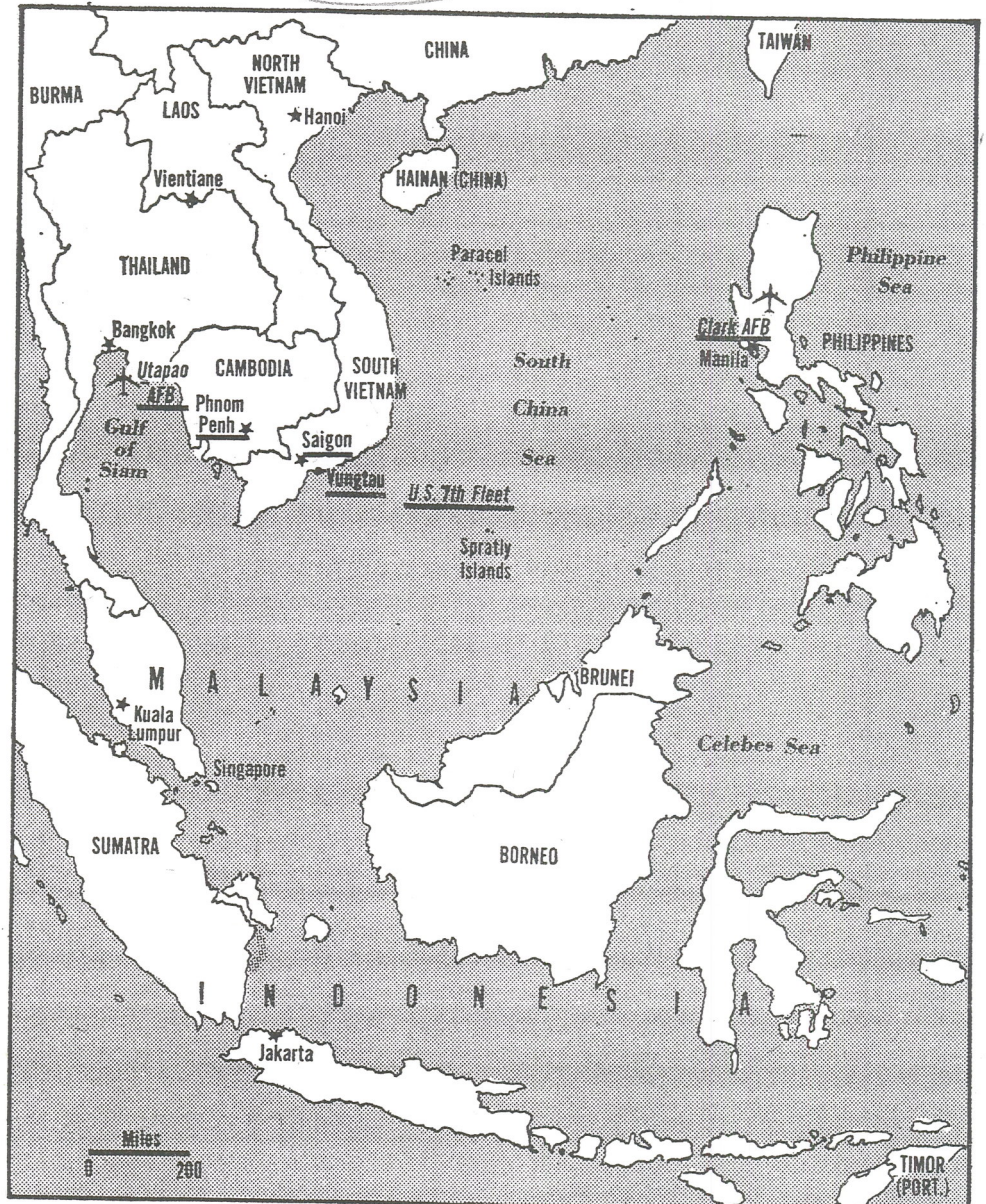 CHINA
TAIWAN
NORTH
VIETNAM
BURMA
LAOS
Hanoi
Vientiane
HAINAN (CHINA)
Paracel
Islands
Philippine
Sea
THAILAND
Bangkok
Clark AFB
Manila
PHILIPPINES
Utapao
AFB
CAMBODIA
SOUTH
VIETNAM
South
China
Sea
Phnom
Penh
Gulf
of
Siam
Saigon
Vungtau
U.S. 7th Fleet
Spratly
Islands
MALAYSIA
BRUNEI
Kuala
Lumpur
Celebes Sea
Singapore
SUMATRA
BORNEO
INDONESIA
Jakarta
Miles
0 200
TIMOR
(PORT.)